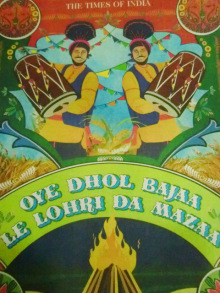 THE TIMES OF INDIA
OYE DHOL BAJAA
LE LOHRI DA MAZAA